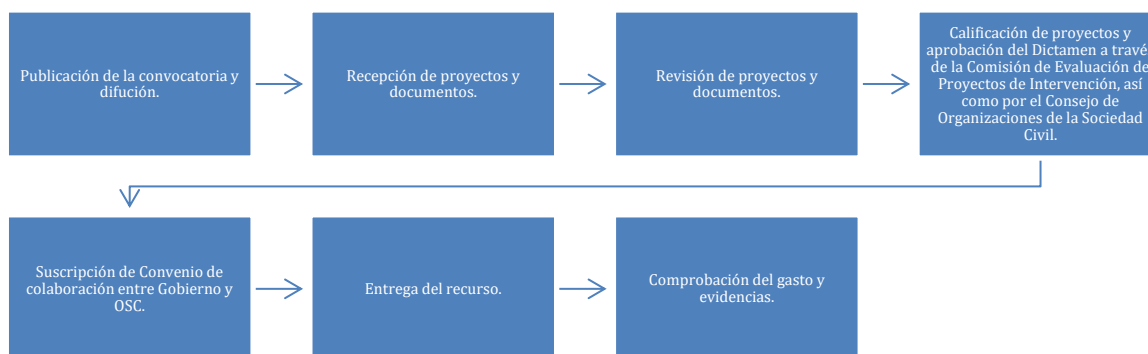 Publicación de la convocatoria y
difución.
Recepción de proyectos y
documentos.
Revisión de proyectos y
documentos.
Calificación de proyectos y
aprobación del Dictamen a travé
de la Comisión de Evaluación de
Proyectos de Intervención, así
como por el Consejo de
Organizaciones de la Sociedad
Civil.
Suscripción de Convenio de
colaboración entre Gobierno y
OSC.
Entrega del recurso.
Comprobación del gasto y
evidencias.